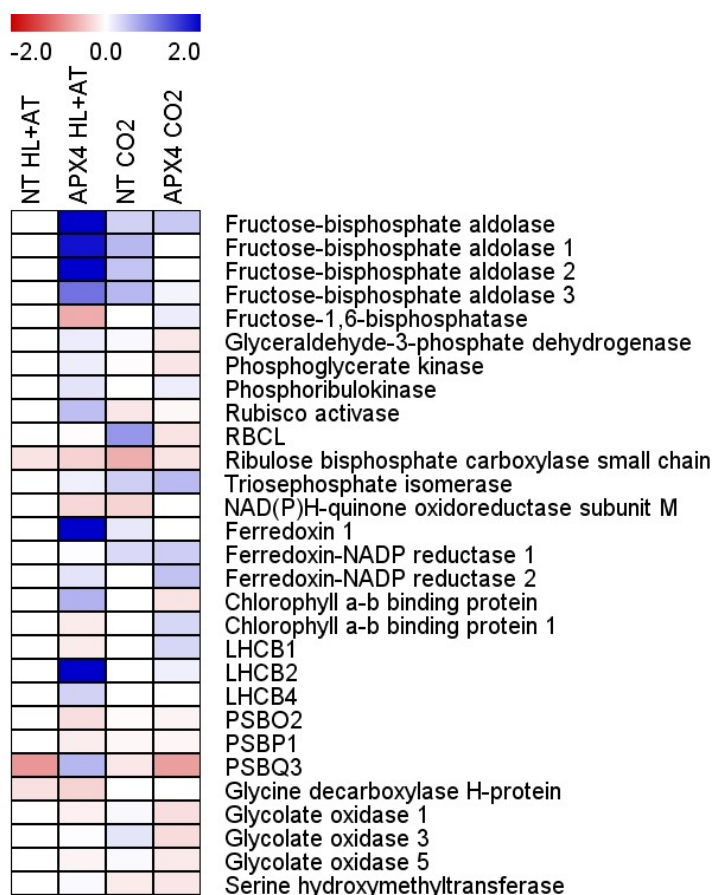 -2.0 0.0 2.0
NT HL+AT
APX4 HL+AT
NT CO2
APX4 CO2
Fructose-bisphosphate aldolase
Fructose-bisphosphate aldolase 1
Fructose-bisphosphate aldolase 2
Fructose-bisphosphate aldolase 3
Fructose-1,6-bisphosphatase
Glyceraldehyde-3-phosphate dehydrogenase
Phosphoglycerate kinase
Phosphoribulokinase
Rubisco activase
RBCL
Ribulose bisphosphate carboxylase small chain
Triosephosphate isomerase
NAD(P)H-quinone oxidoreductase subunit M
Ferredoxin 1
Ferredoxin-NADP reductase 1
Ferredoxin-NADP reductase 2
Chlorophyll a-b binding protein
Chlorophyll a-b binding protein 1
LHCB1
LHCB2
LHCB4
PSBO2
PSBP1
PSBQ3
Glycine decarboxylase H-protein
Glycolate oxidase 1
Glycolate oxidase 3
Glycolate oxidase 5
Serine hydroxymethyltransferase